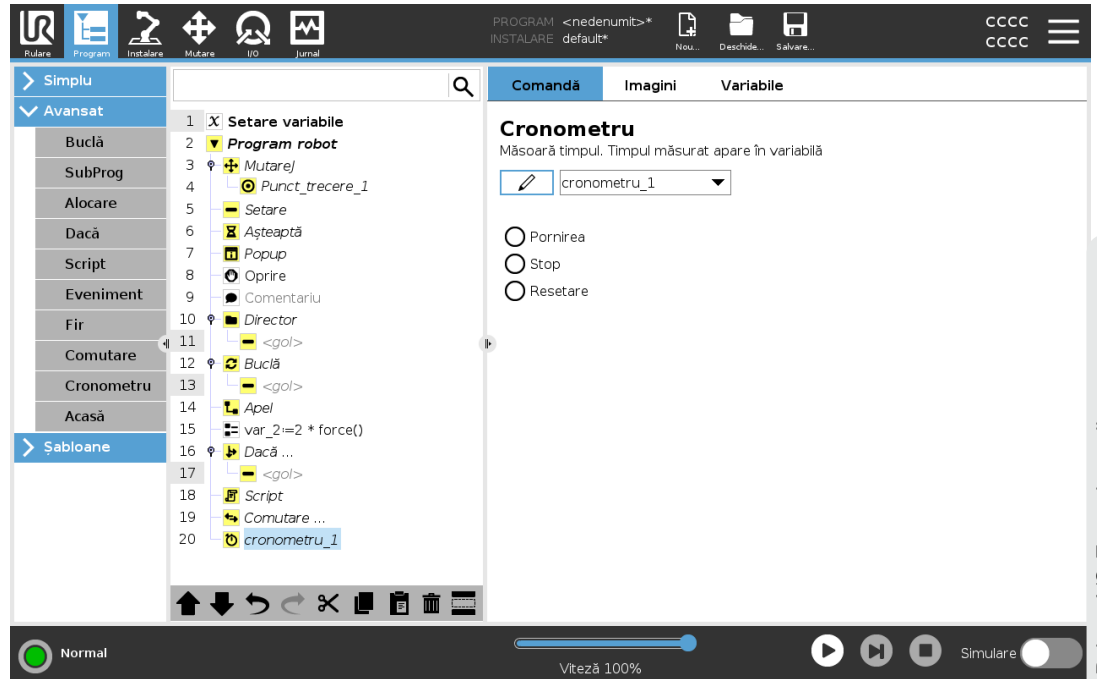 PROGRAM <nedenumit>*
INSTALARE default*
Rulare Program Instalare Mutare I/O Jurnal Nou... Deschide... Salvare...
CCCC
CCCC
Simplu
Avansat
Buclă
SubProg
Alocare
Dacă
Script
Eveniment
Fir
Comutare
Cronometru
Acasă
Șabloane
1 X Setare variabile
2 Program robot
3 MutareJ
4 Punct_trecere_1
5 Setare
6 Așteaptă
7 Popup
8 Oprire
9 Comentariu
10 Director
11 <gol>
12 Buclă
13 <gol>
14 Apel
15 var_2≔2 * force()
16 Dacă ...
17 <gol>
18 Script
19 Comutare ...
20 cronometru_1
Comandă Imagini Variabile
Cronometru
Măsoară timpul. Timpul măsurat apare în variabilă
cronometru_1
Pornirea
Stop
Resetare
Normal
Viteză 100%
Simulare